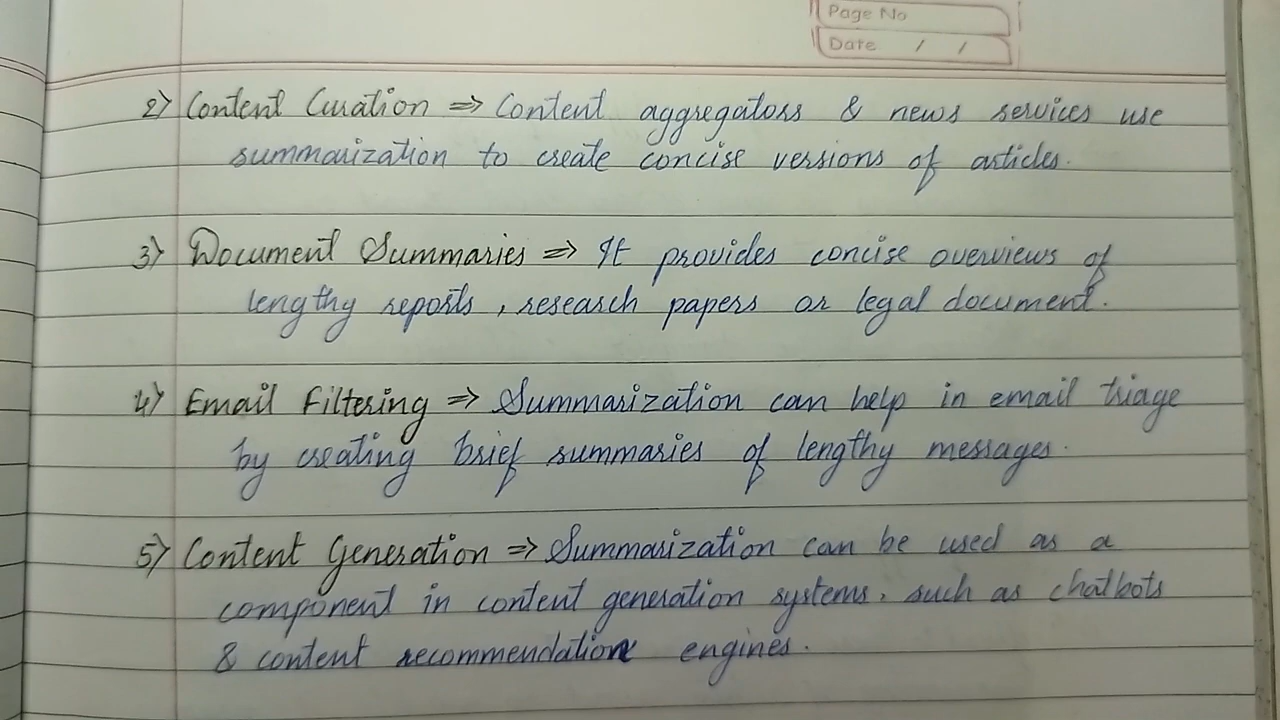 Page No
Date / /
2) Content Curation => Content aggregators & news services use
summarization to create concise versions of articles.
3) Document Summaries => It provides concise overviews of
lengthy reports, research papers or legal document.
4) Email Filtering => Summarization can help in email triage
by creating brief summaries of lengthy messages.
5) Content Generation => Summarization can be used as a
component in content generation systems, such as chatbots
& content recommendation engines.